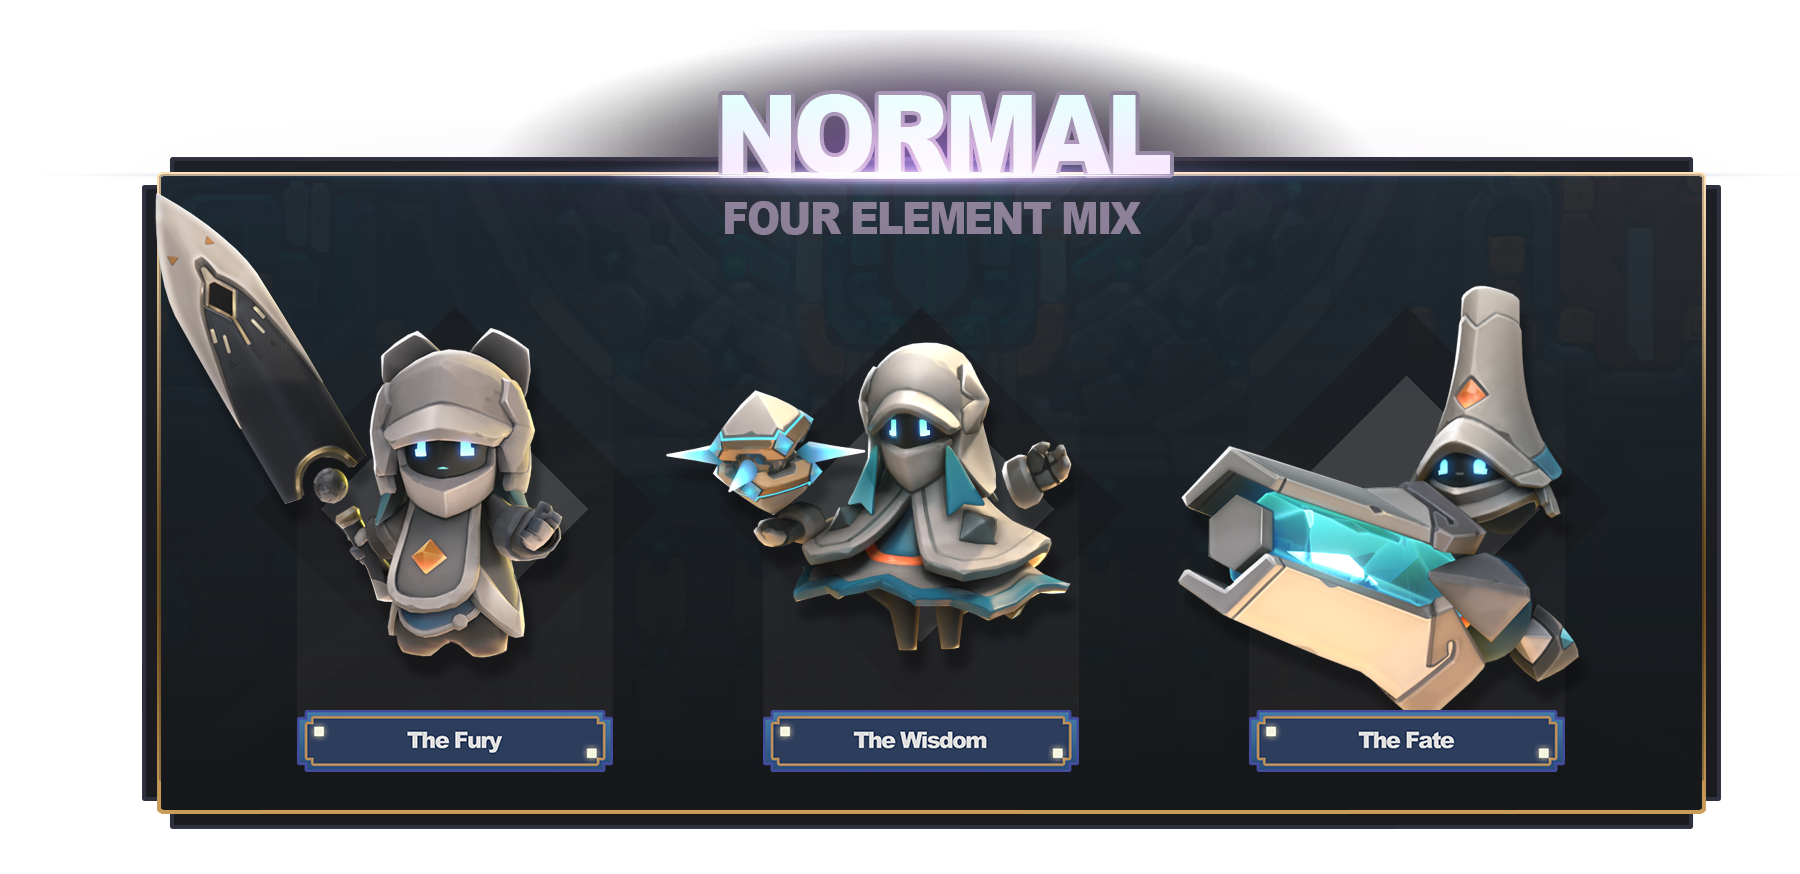 NORMAL
FOUR ELEMENT MIX
The Fury
The Wisdom
The Fate